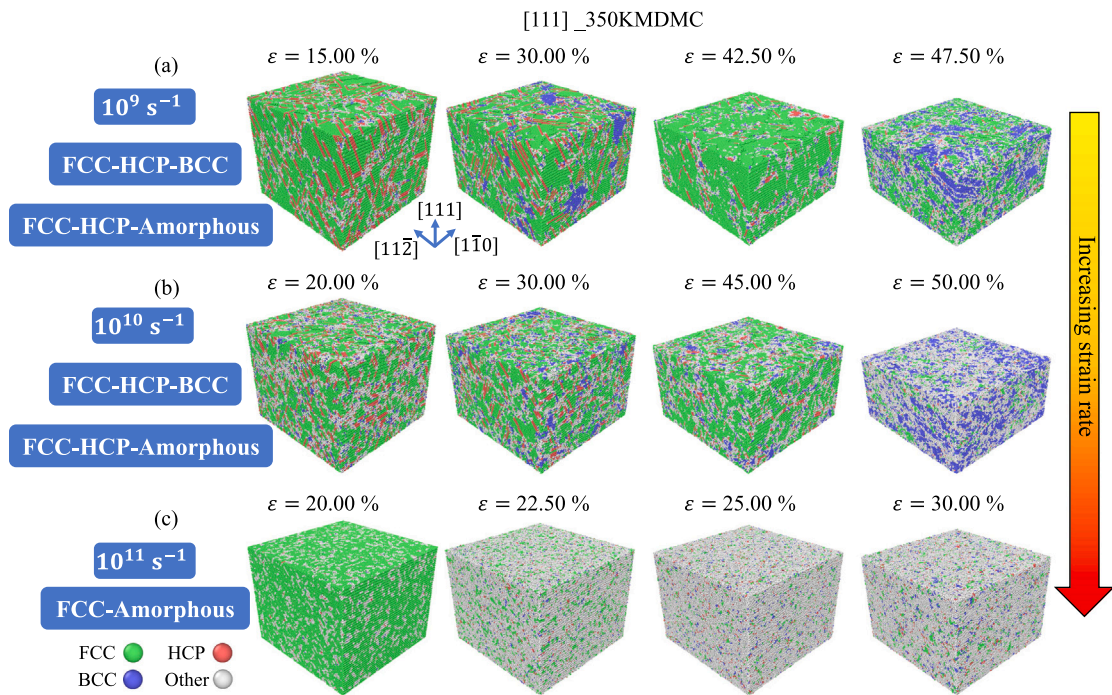 [111] _350KMDMC
(a)
ε = 15.00 %
ε = 30.00 %
ε = 42.50 %
ε = 47.50 %
10⁹ s⁻¹
FCC-HCP-BCC
FCC-HCP-Amorphous
[111]
[112̅]
[11̅0]
(b)
ε = 20.00 %
ε = 30.00 %
ε = 45.00 %
ε = 50.00 %
10¹⁰ s⁻¹
FCC-HCP-BCC
FCC-HCP-Amorphous
(c)
ε = 20.00 %
ε = 22.50 %
ε = 25.00 %
ε = 30.00 %
10¹¹ s⁻¹
FCC-Amorphous
FCC
HCP
BCC
Other
Increasing strain rate